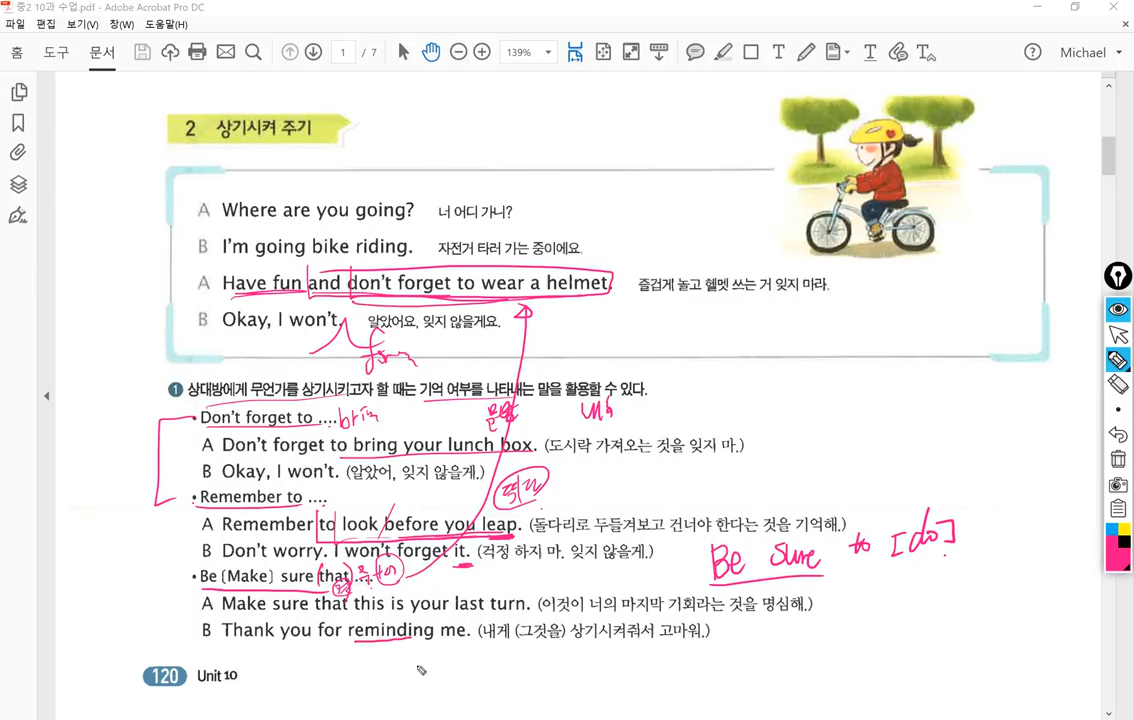 중2 10과 수업.pdf - Adobe Acrobat Pro DC
파일 편집 보기(V) 창(W) 도움말(H)
홈 도구 문서 1 / 7 139% Michael
2 상기시켜 주기
A Where are you going? 너 어디 가니?
B I'm going bike riding. 자전거 타러 가는 중이에요.
A Have fun and don't forget to wear a helmet. 즐겁게 놀고 헬멧 쓰는 거 잊지 마라.
B Okay, I won't. 알았어요, 잊지 않을게요.
1 상대방에게 무언가를 상기시키고자 할 때는 기억 여부를 나타내는 말을 활용할 수 있다.
· Don't forget to ....
A Don't forget to bring your lunch box. (도시락 가져오는 것을 잊지 마.)
B Okay, I won't. (알았어, 잊지 않을게.)
· Remember to ....
A Remember to look before you leap. (돌다리로 두들겨보고 건너야 한다는 것을 기억해.)
B Don't worry. I won't forget it. (걱정 하지 마. 잊지 않을게.)
Be sure to [do]
· Be〔Make〕sure (that) ....
A Make sure that this is your last turn. (이것이 너의 마지막 기회라는 것을 명심해.)
B Thank you for reminding me. (내게 (그것을) 상기시켜줘서 고마워.)
120 Unit 10